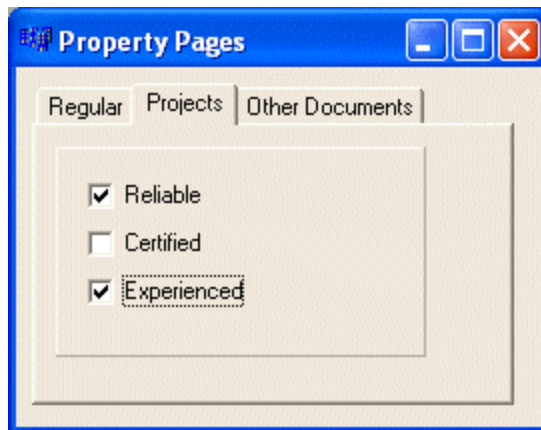 Property Pages
Regular Projects Other Documents
Reliable
Certified
Experienced